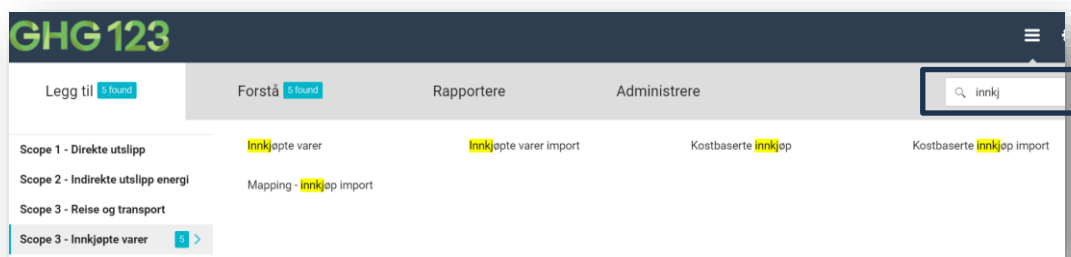 GHG 123
Legg til 5 found Forstå 5 found Rapportere Administrere innkj
Scope 1 - Direkte utslipp
Scope 2 - Indirekte utslipp energi
Scope 3 - Reise og transport
Scope 3 - Innkjøpte varer 5
Innkjøpte varer Innkjøpte varer import Kostbaserte innkjøp Kostbaserte innkjøp import
Mapping - innkjøp import